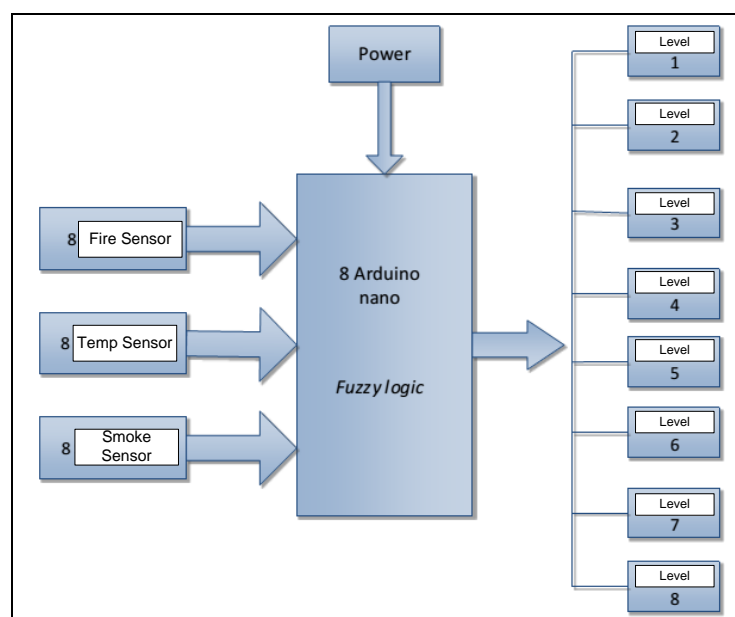 Power
8 Fire Sensor
8 Temp Sensor
8 Smoke
Sensor
8 Arduino
nano
Fuzzy logic
Level
1
Level
2
Level
3
Level
4
Level
5
Level
6
Level
7
Level
8